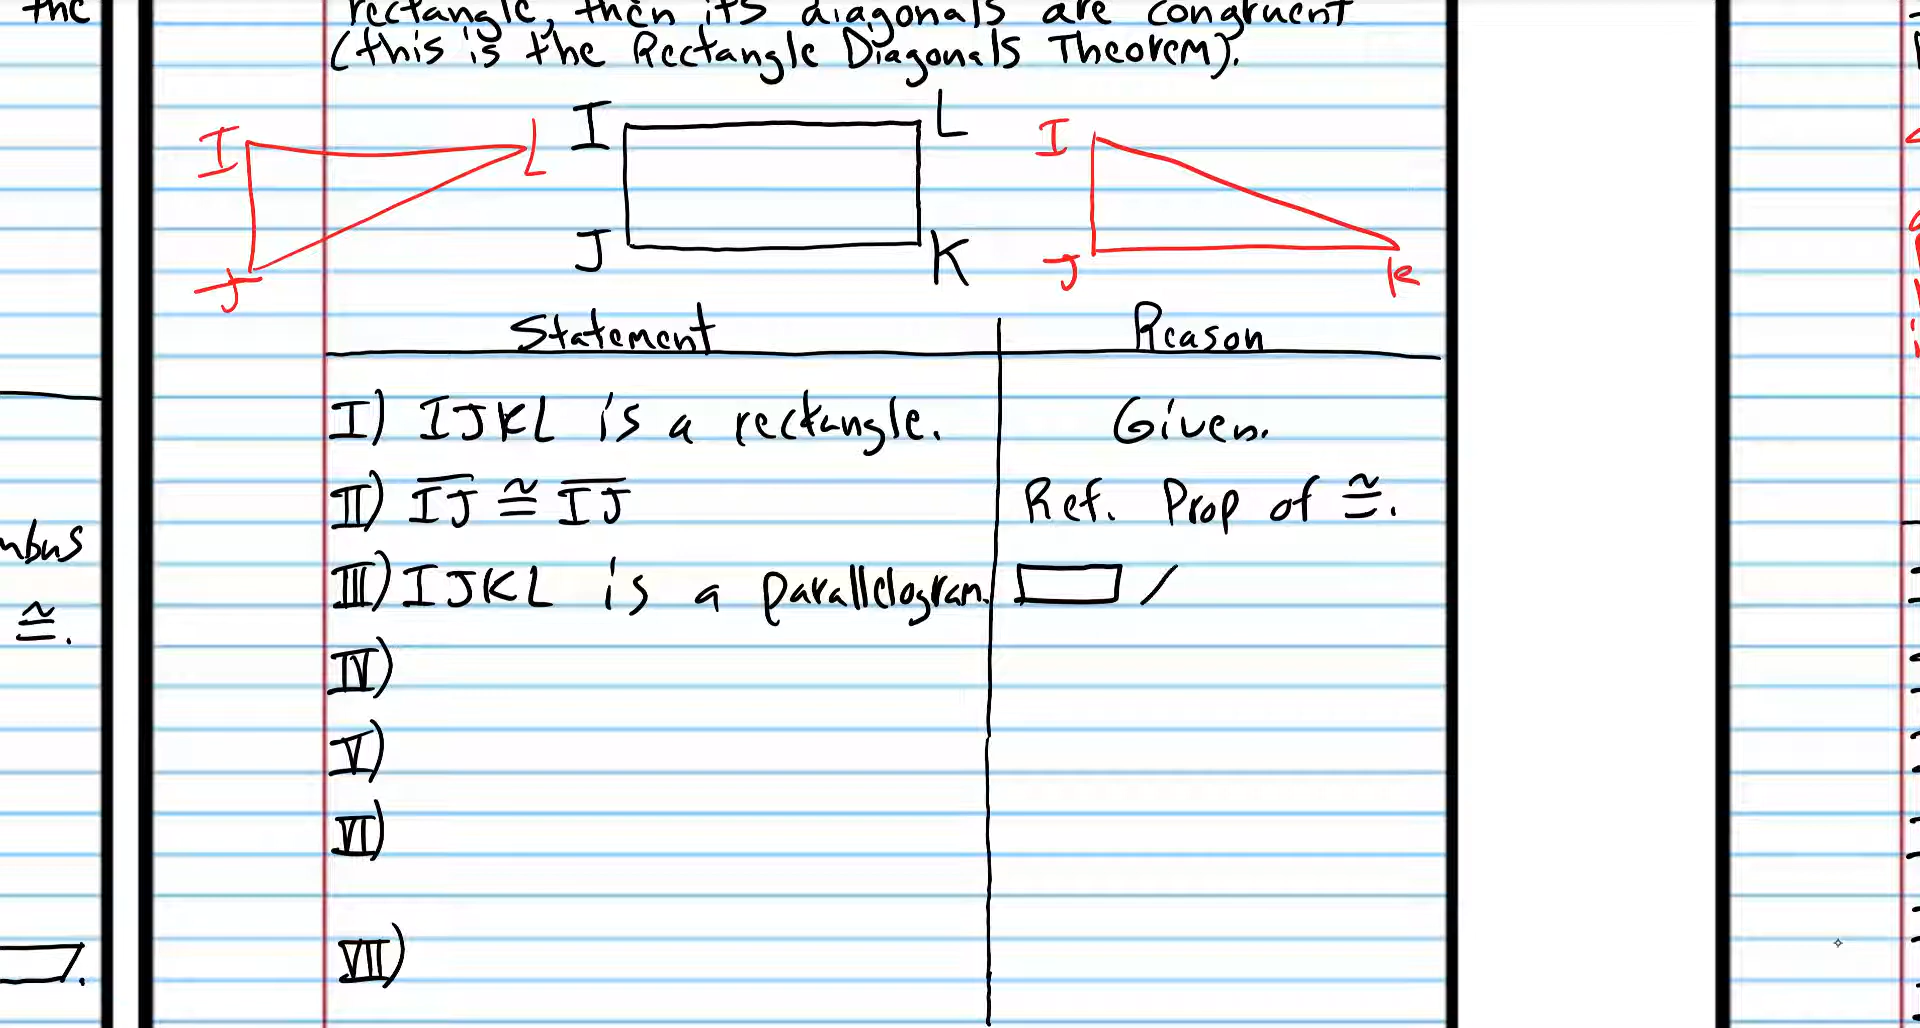 the
rectangle, then its diagonals are congruent
(this is the Rectangle Diagonals Theorem).
I L I L I
J K J J K
Statement Reason
I) IJKL is a rectangle. Given.
II) IJ ≅ IJ Ref. Prop of ≅.
III) IJKL is a parallelogram.
IV)
V)
VI)
VII)
≅.